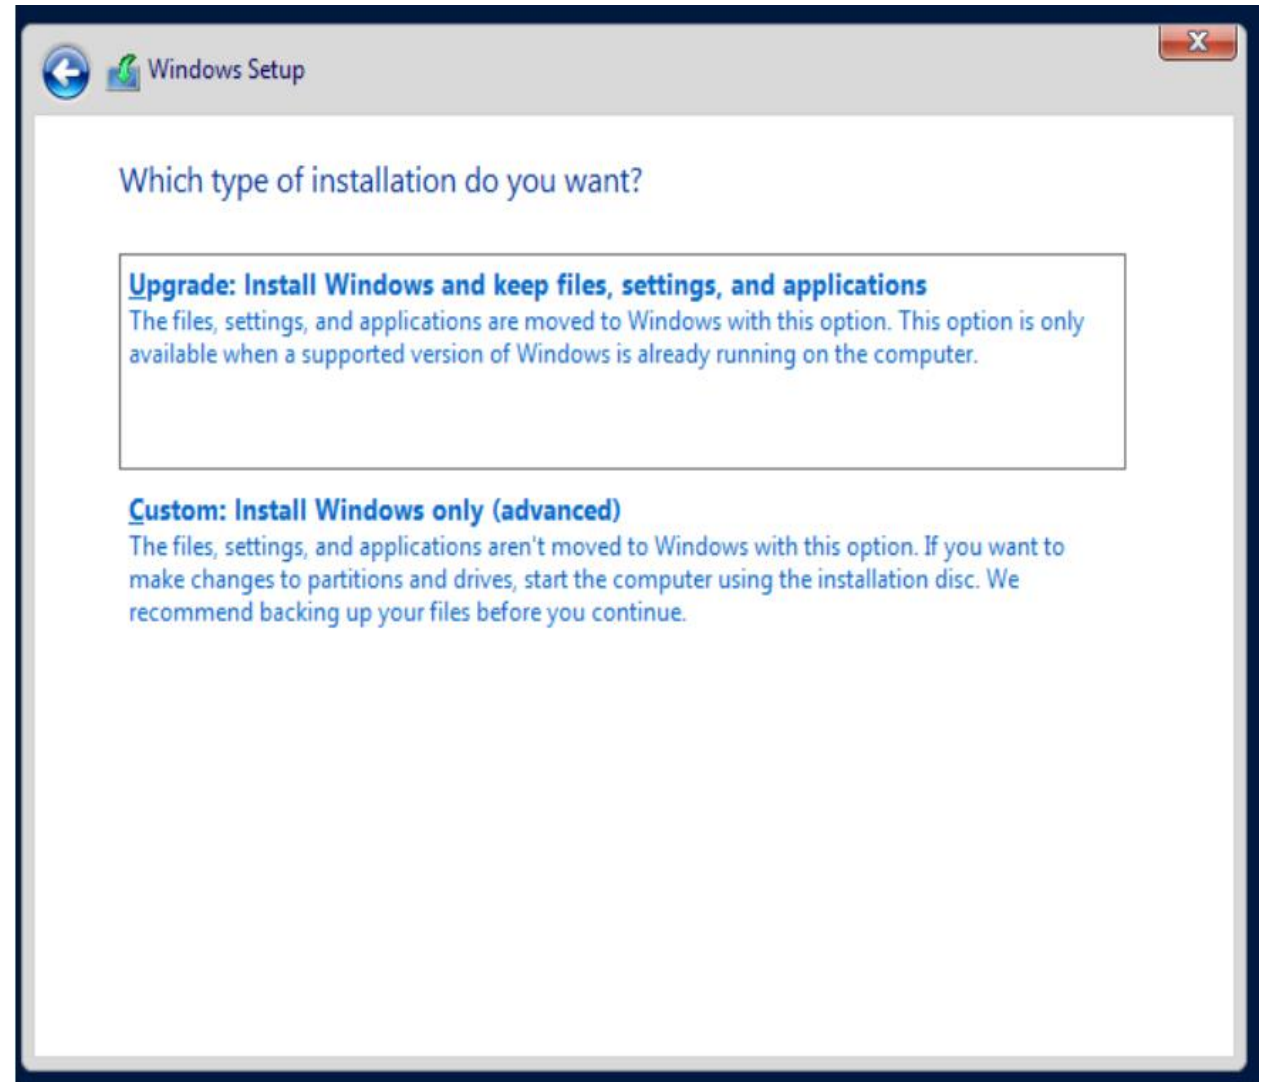 Windows Setup
X
Which type of installation do you want?
Upgrade: Install Windows and keep files, settings, and applications
The files, settings, and applications are moved to Windows with this option. This option is only
available when a supported version of Windows is already running on the computer.
Custom: Install Windows only (advanced)
The files, settings, and applications aren't moved to Windows with this option. If you want to
make changes to partitions and drives, start the computer using the installation disc. We
recommend backing up your files before you continue.